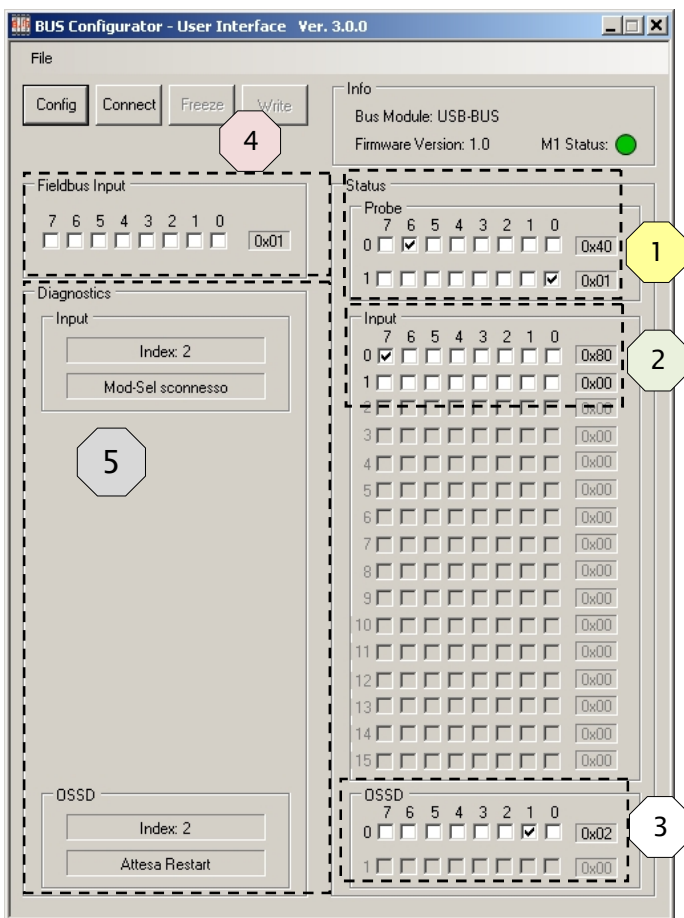 BUS Configurator - User Interface Ver. 3.0.0
File
Config Connect Freeze Write
Info
Bus Module: USB-BUS
Firmware Version: 1.0 M1 Status:
4
Fieldbus Input
7 6 5 4 3 2 1 0
0x01
Status
Probe
7 6 5 4 3 2 1 0
0 0x40
1 0x01
1
Diagnostics
Input
Index: 2
Mod-Sel sconnesso
5
Input
7 6 5 4 3 2 1 0
0 0x80
1 0x00
2 0x00
3 0x00
4 0x00
5 0x00
6 0x00
7 0x00
8 0x00
9 0x00
10 0x00
11 0x00
12 0x00
13 0x00
14 0x00
15 0x00
2
OSSD
Index: 2
Attesa Restart
OSSD
7 6 5 4 3 2 1 0
0 0x02
1 0x00
3